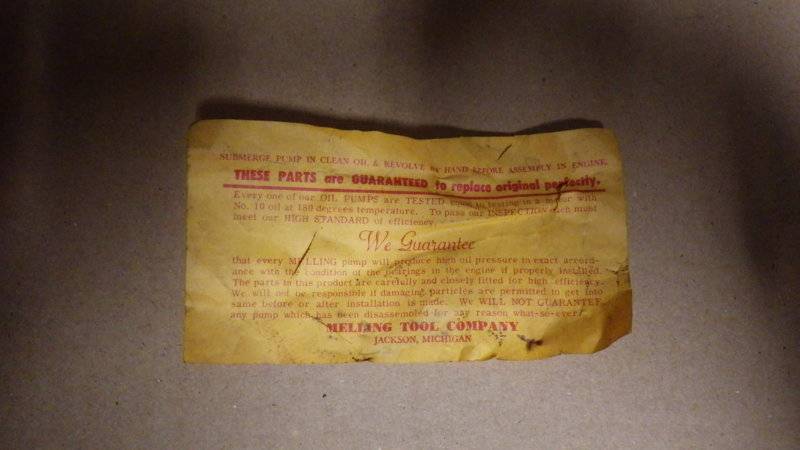 SUBMERGE PUMP IN CLEAN OIL & REVOLVE BY HAND BEFORE ASSEMBLY IN ENGINE.
THESE PARTS are GUARANTEED to replace original perfectly.
Every one of our OIL PUMPS are TESTED to testing in a motor with
No. 10 oil at 180 degrees temperature. To pass our INSPECTION each must
meet our HIGH STANDARD of efficiency.
We Guarantee
that every MELLING pump will produce high oil pressure in exact accord-
ance with the condition of the bearings in the engine if properly installed.
The parts in this product are carefully and closely fitted for high efficiency.
We will not be responsible if damaging particles are permitted to get into
same before or after installation is made. We WILL NOT GUARANTEE
any pump which has been disassembled for any reason what-so-ever.
MELLING TOOL COMPANY
JACKSON, MICHIGAN